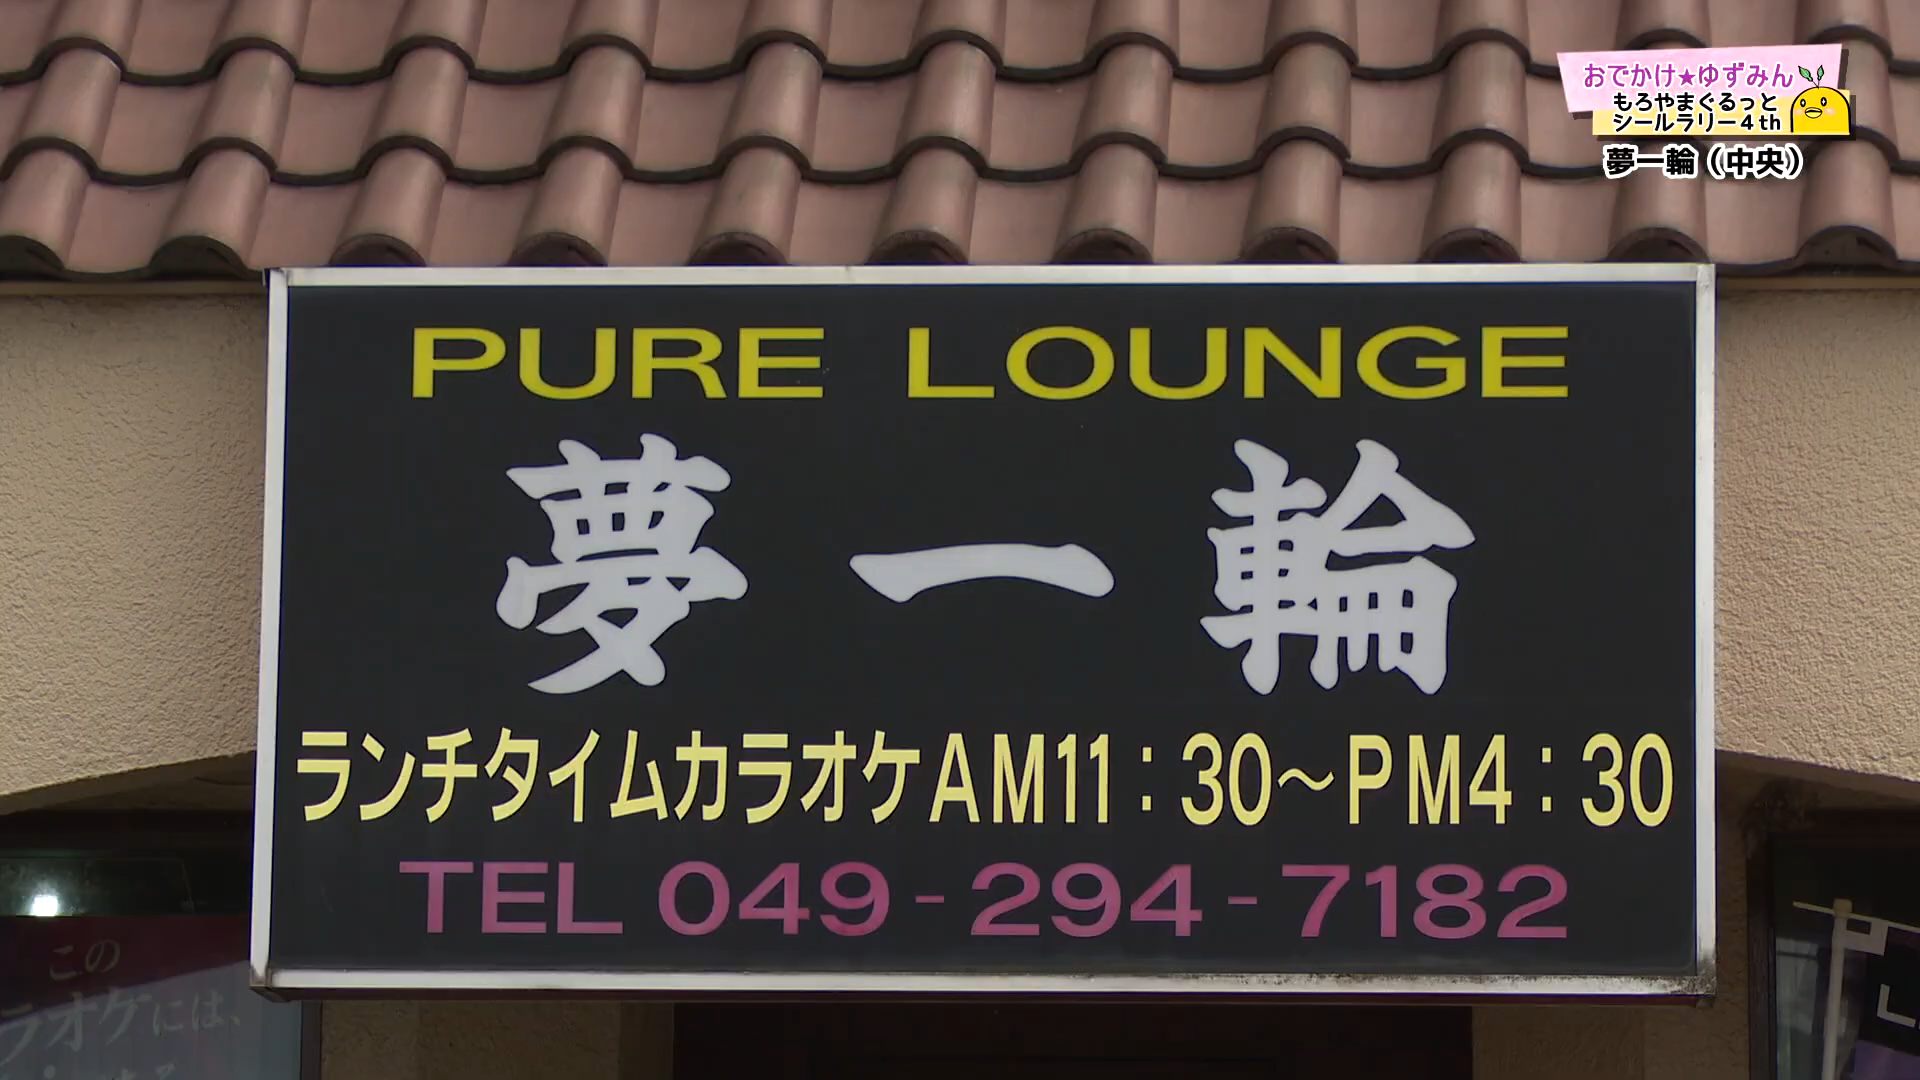 おでかけ★ゆずみん
もろやまぐるっと
シールラリー4th
夢一輪（中央）
PURE LOUNGE
夢一輪
ランチタイムカラオケAM11：30～PM4：30
TEL 049-294-7182
この
ラオケには、